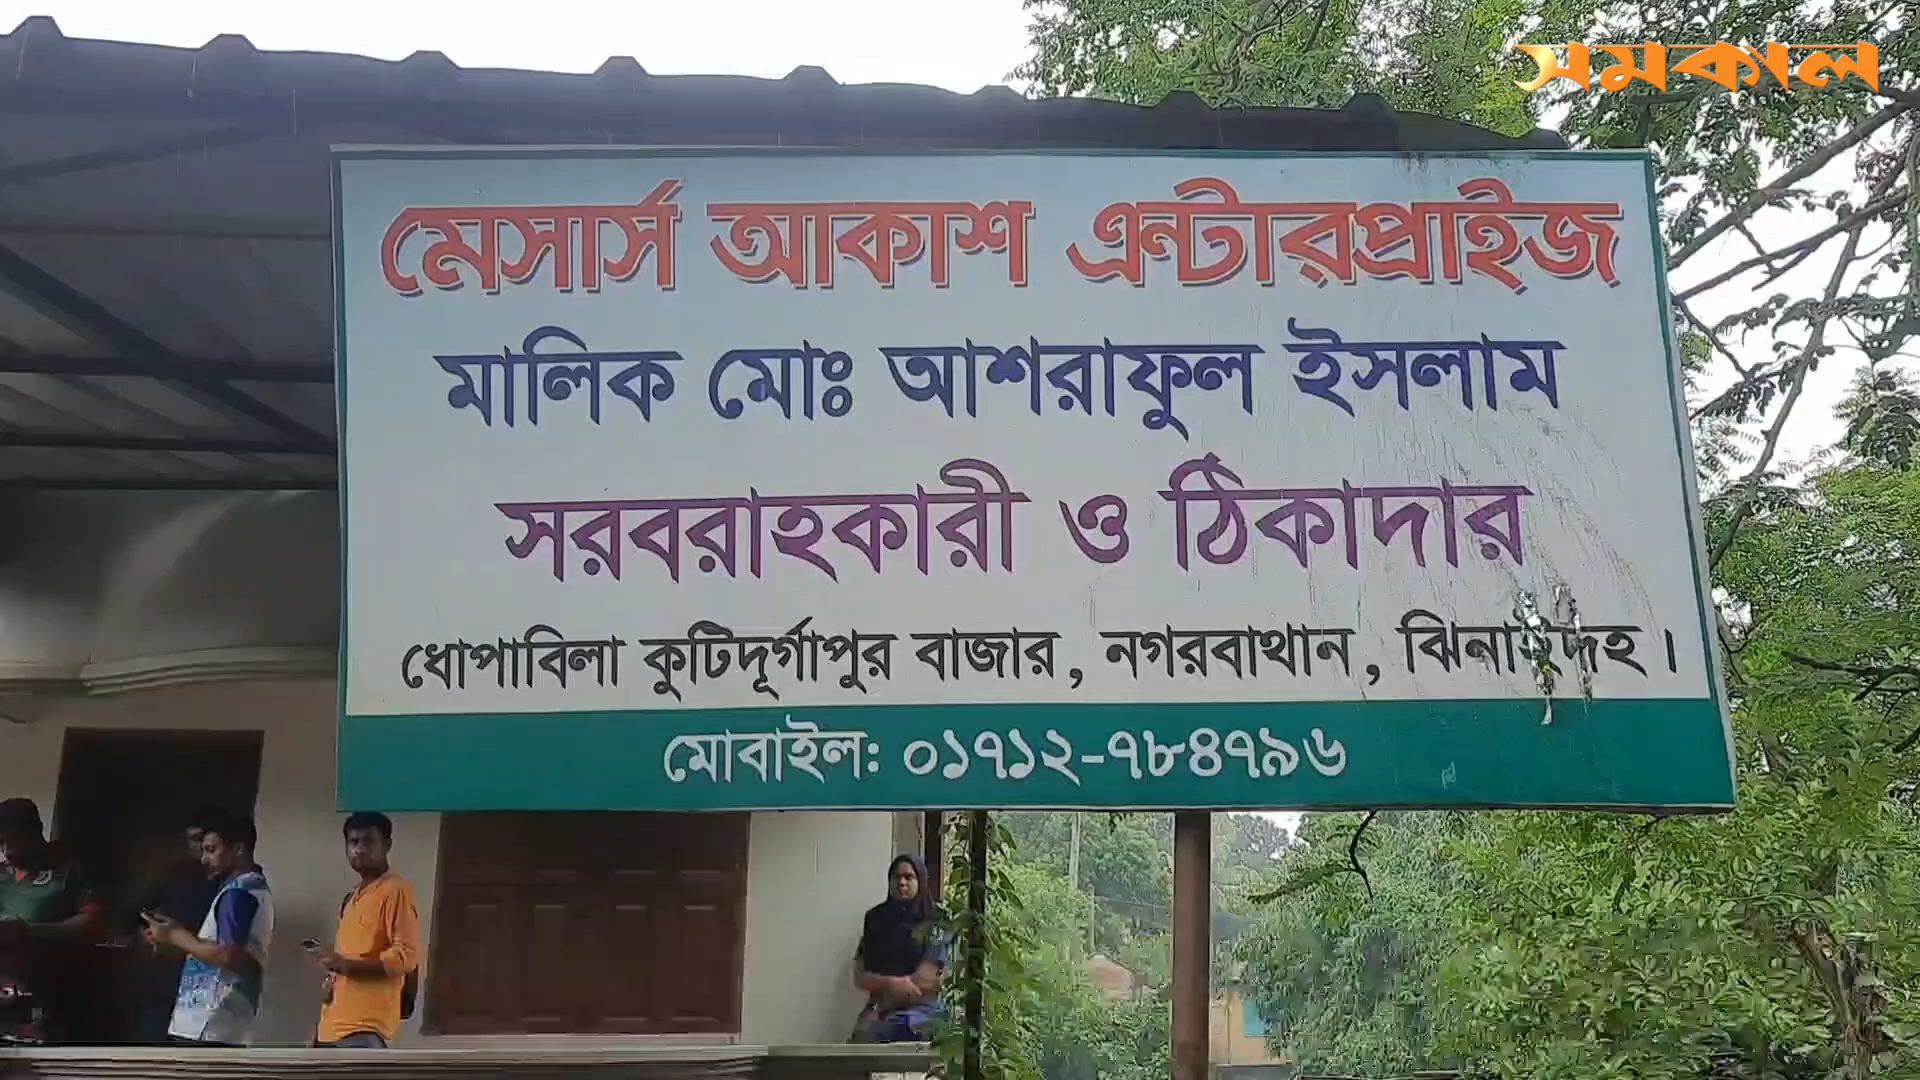 সমকাল
মেসার্স আকাশ এন্টারপ্রাইজ
মালিক মোঃ আশরাফুল ইসলাম
সরবরাহকারী ও ঠিকাদার
ধোপাবিলা কুটিদূর্গাপুর বাজার, নগরবাথান, ঝিনাইদহ।
মোবাইল: ০১৭১২-৭৮৪৭৯৬